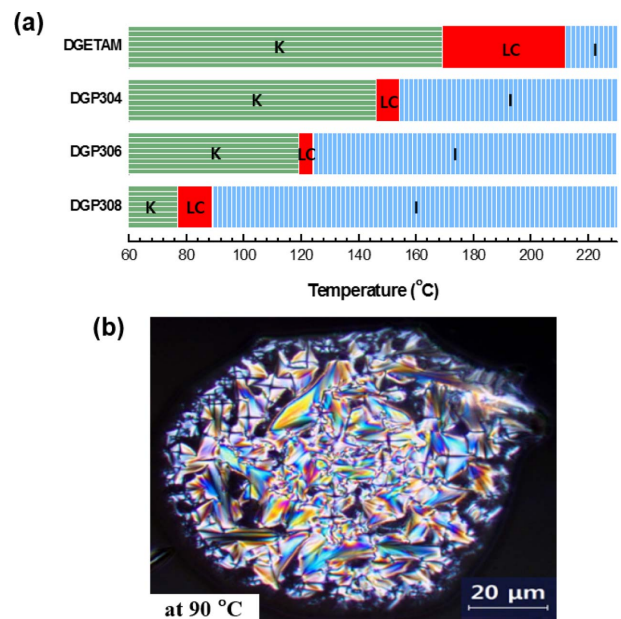 (a)
DGETAM K LC I
DGP304 K LC I
DGP306 K LC I
DGP308 K LC I
60 80 100 120 140 160 180 200 220
Temperature (°C)
(b)
at 90 °C
20 μm